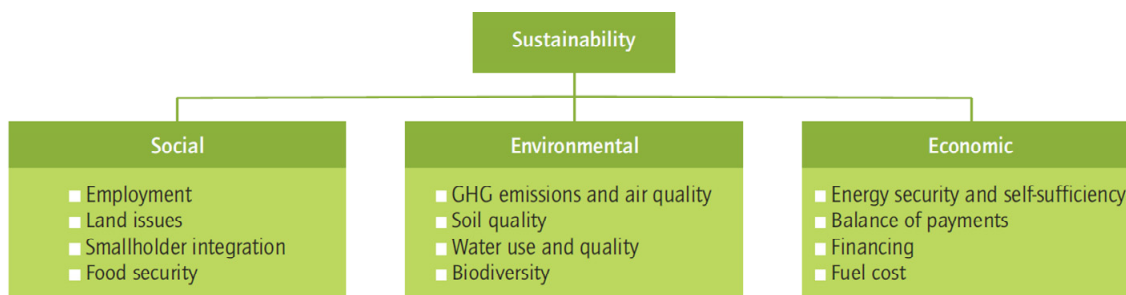 Sustainability
Social
Employment
Land issues
Smallholder integration
Food security
Environmental
GHG emissions and air quality
Soil quality
Water use and quality
Biodiversity
Economic
Energy security and self-sufficiency
Balance of payments
Financing
Fuel cost